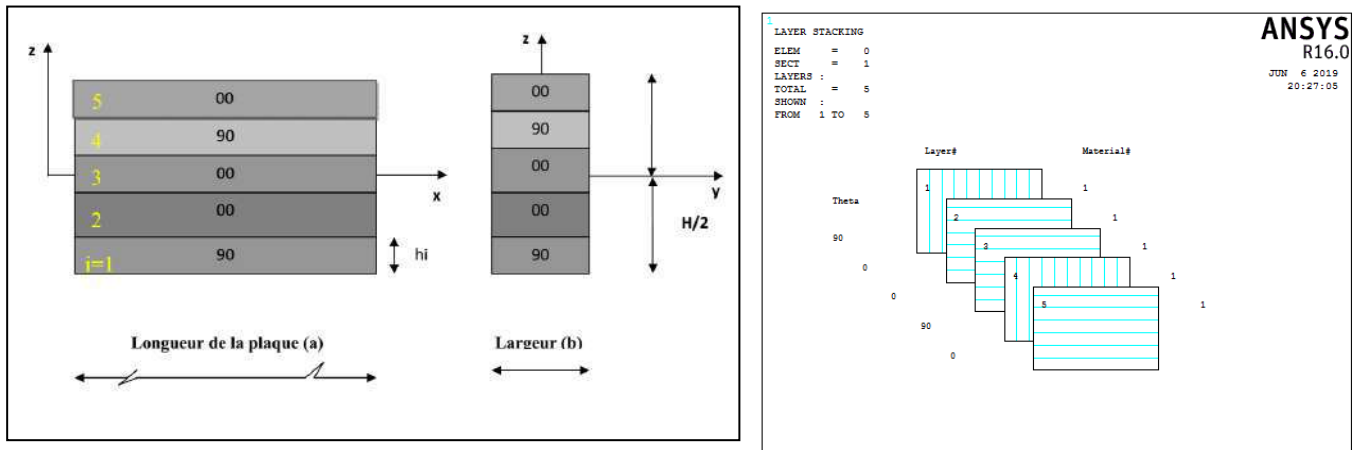 z
5 00
4 90
3 00
x
2 00
i=1 90
hi
Longueur de la plaque (a)
z
00
90
00
y
00
H/2
90
Largeur (b)
1
LAYER STACKING
ELEM = 0
SECT = 1
LAYERS :
TOTAL = 5
SHOWN :
FROM 1 TO 5
ANSYS
R16.0
JUN 6 2019
20:27:05
Layer# Material#
Theta
1 1
90
2 1
0
3 1
0
4 1
90
5 1
0